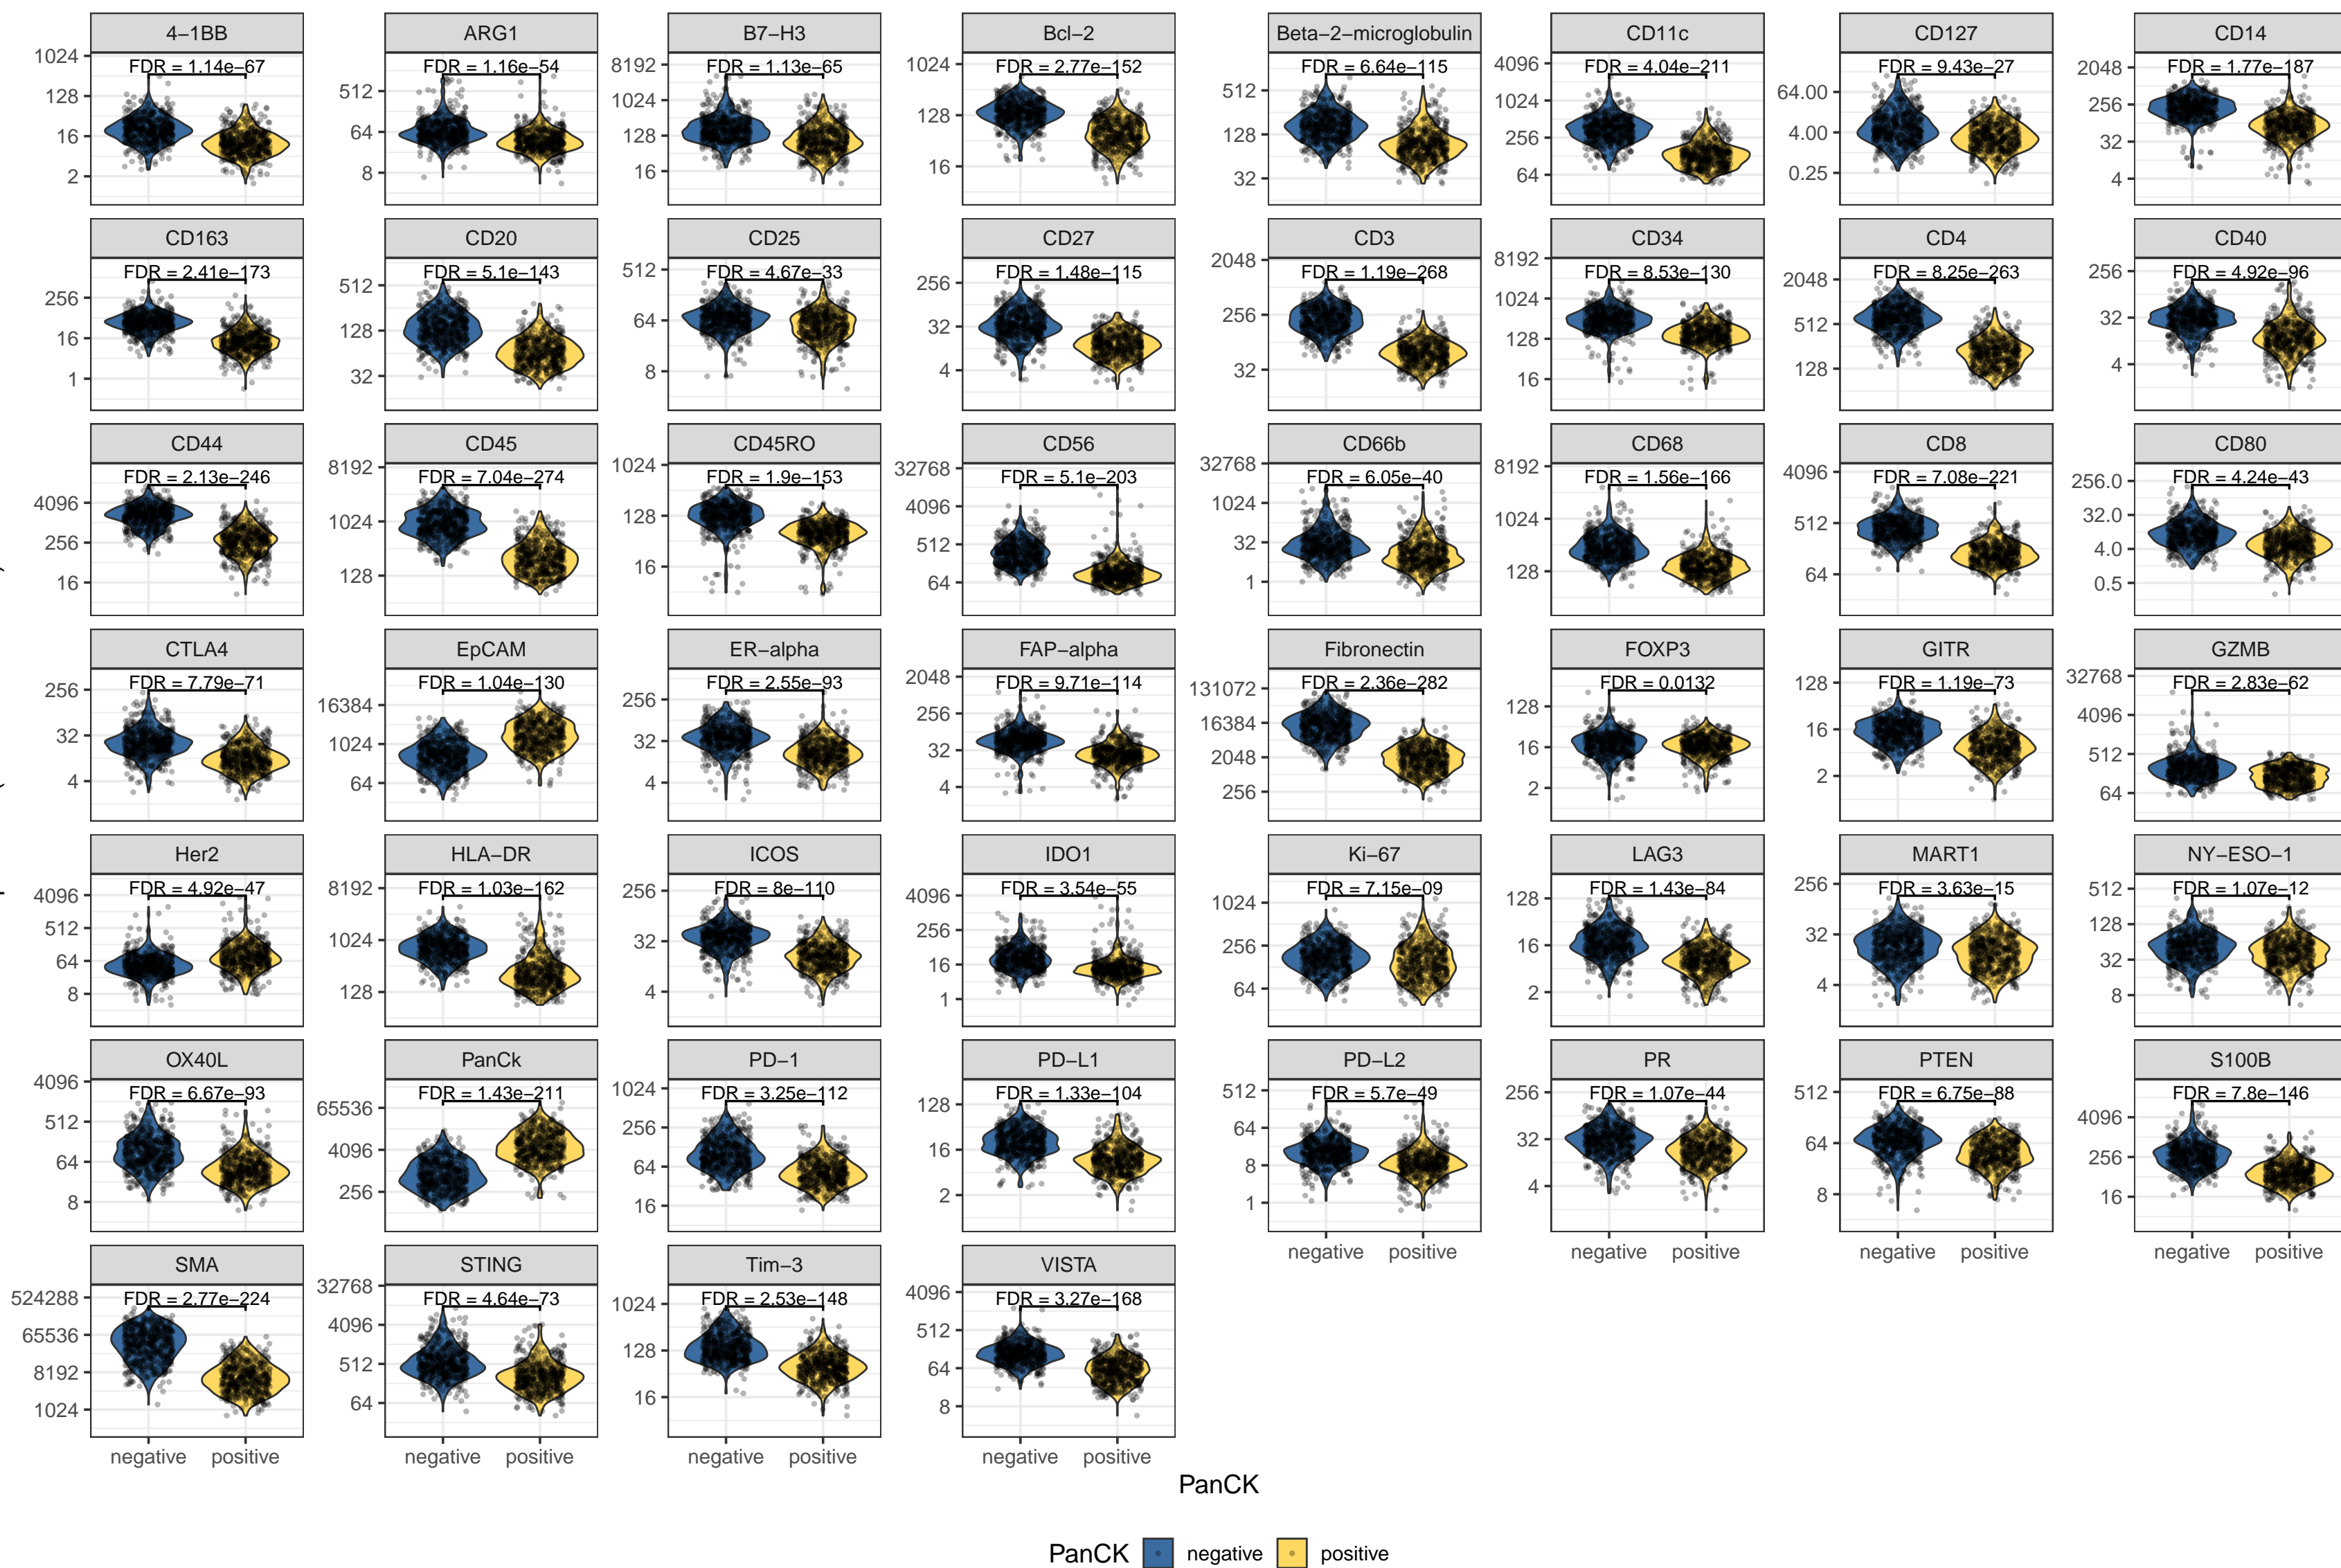 4−1BB ARG1 B7−H3 Bcl−2 Beta−2−microglobulin CD11c CD127 CD14
FDR = 1.14e−67 FDR = 1.16e−54 FDR = 1.13e−65 FDR = 2.77e−152 FDR = 6.64e−115 FDR = 4.04e−211 FDR = 9.43e−27 FDR = 1.77e−187
1024 128 16 2
512 64 8
8192 1024 128 16
1024 128 16
512 128 32
4096 1024 256 64
64.00 4.00 0.25
2048 256 32 4
CD163 CD20 CD25 CD27 CD3 CD34 CD4 CD40
FDR = 2.41e−173 FDR = 5.1e−143 FDR = 4.67e−33 FDR = 1.48e−115 FDR = 1.19e−268 FDR = 8.53e−130 FDR = 8.25e−263 FDR = 4.92e−96
256 16 1
512 128 32
512 64 8
256 32 4
2048 256 32
8192 1024 128 16
2048 512 128
256 32 4
CD44 CD45 CD45RO CD56 CD66b CD68 CD8 CD80
FDR = 2.13e−246 FDR = 7.04e−274 FDR = 1.9e−153 FDR = 5.1e−203 FDR = 6.05e−40 FDR = 1.56e−166 FDR = 7.08e−221 FDR = 4.24e−43
4096 256 16
8192 1024 128
1024 128 16
32768 4096 512 64
32768 1024 32 1
8192 1024 128
4096 512 64
256.0 32.0 4.0 0.5
CTLA4 EpCAM ER−alpha FAP−alpha Fibronectin FOXP3 GITR GZMB
FDR = 7.79e−71 FDR = 1.04e−130 FDR = 2.55e−93 FDR = 9.71e−114 FDR = 2.36e−282 FDR = 0.0132 FDR = 1.19e−73 FDR = 2.83e−62
256 32 4
16384 1024 64
256 32 4
2048 256 32 4
131072 16384 2048 256
128 16 2
128 16 2
32768 4096 512 64
Her2 HLA−DR ICOS IDO1 Ki−67 LAG3 MART1 NY−ESO−1
FDR = 4.92e−47 FDR = 1.03e−162 FDR = 8e−110 FDR = 3.54e−55 FDR = 7.15e−09 FDR = 1.43e−84 FDR = 3.63e−15 FDR = 1.07e−12
4096 512 64 8
8192 1024 128
256 32 4
4096 256 16 1
1024 256 64
128 16 2
256 32 4
512 128 32 8
OX40L PanCk PD−1 PD−L1 PD−L2 PR PTEN S100B
FDR = 6.67e−93 FDR = 1.43e−211 FDR = 3.25e−112 FDR = 1.33e−104 FDR = 5.7e−49 FDR = 1.07e−44 FDR = 6.75e−88 FDR = 7.8e−146
4096 512 64 8
65536 4096 256
1024 256 64 16
128 16 2
512 64 8 1
256 32 4
512 64 8
4096 256 16
negative positive negative positive negative positive negative positive
SMA STING Tim−3 VISTA
FDR = 2.77e−224 FDR = 4.64e−73 FDR = 2.53e−148 FDR = 3.27e−168
524288 65536 8192 1024
32768 4096 512 64
1024 128 16
4096 512 64 8
negative positive negative positive negative positive negative positive
PanCK
PanCK negative positive